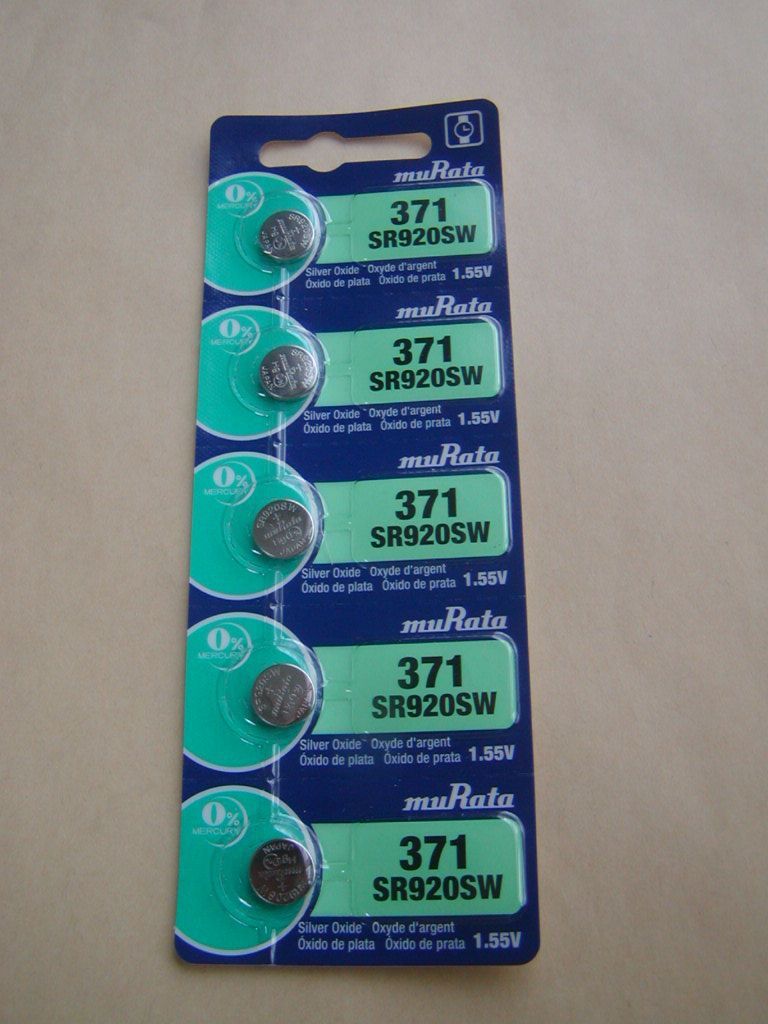 muRata
0%
MERCURY
371
SR920SW
Silver Oxide Oxyde d'argent
Óxido de plata Óxido de prata 1.55V
muRata
0%
MERCURY
371
SR920SW
Silver Oxide Oxyde d'argent
Óxido de plata Óxido de prata 1.55V
muRata
0%
MERCURY
371
SR920SW
SR920SW
muRata
Silver Oxide Oxyde d'argent
Óxido de plata Óxido de prata 1.55V
muRata
0%
MERCURY
371
SR920SW
Silver Oxide Oxyde d'argent
Óxido de plata Óxido de prata 1.55V
muRata
0%
MERCURY
371
SR920SW
JAPAN
Silver Oxide Oxyde d'argent
Óxido de plata Óxido de prata 1.55V